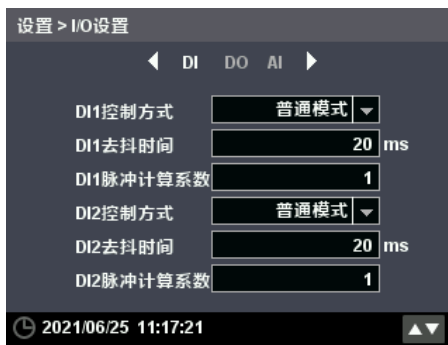 设置 > I/O设置
DI DO AI
DI1控制方式 普通模式
DI1去抖时间 20 ms
DI1脉冲计算系数 1
DI2控制方式 普通模式
DI2去抖时间 20 ms
DI2脉冲计算系数 1
2021/06/25 11:17:21